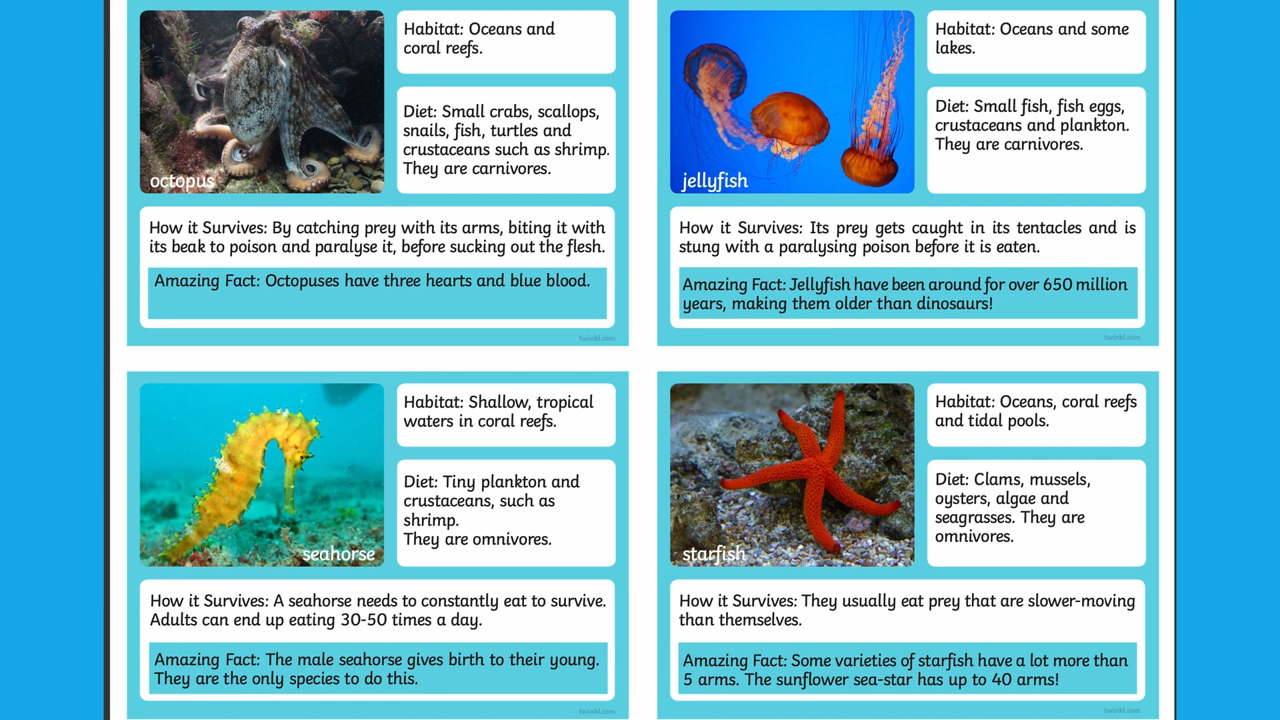 octopus
Habitat: Oceans and
coral reefs.
Diet: Small crabs, scallops,
snails, fish, turtles and
crustaceans such as shrimp.
They are carnivores.
How it Survives: By catching prey with its arms, biting it with
its beak to poison and paralyse it, before sucking out the flesh.
Amazing Fact: Octopuses have three hearts and blue blood.
twinkl.com
jellyfish
Habitat: Oceans and some
lakes.
Diet: Small fish, fish eggs,
crustaceans and plankton.
They are carnivores.
How it Survives: Its prey gets caught in its tentacles and is
stung with a paralysing poison before it is eaten.
Amazing Fact: Jellyfish have been around for over 650 million
years, making them older than dinosaurs!
twinkl.com
seahorse
Habitat: Shallow, tropical
waters in coral reefs.
Diet: Tiny plankton and
crustaceans, such as
shrimp.
They are omnivores.
How it Survives: A seahorse needs to constantly eat to survive.
Adults can end up eating 30-50 times a day.
Amazing Fact: The male seahorse gives birth to their young.
They are the only species to do this.
twinkl.com
starfish
Habitat: Oceans, coral reefs
and tidal pools.
Diet: Clams, mussels,
oysters, algae and
seagrasses. They are
omnivores.
How it Survives: They usually eat prey that are slower-moving
than themselves.
Amazing Fact: Some varieties of starfish have a lot more than
5 arms. The sunflower sea-star has up to 40 arms!
twinkl.com